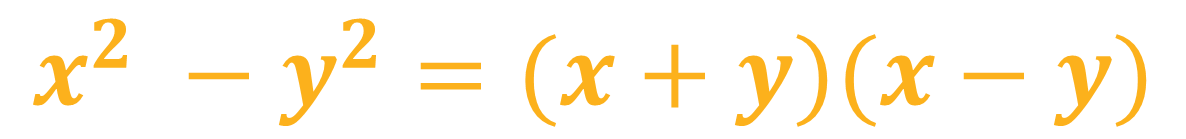 x² − y² = (x + y)(x − y)